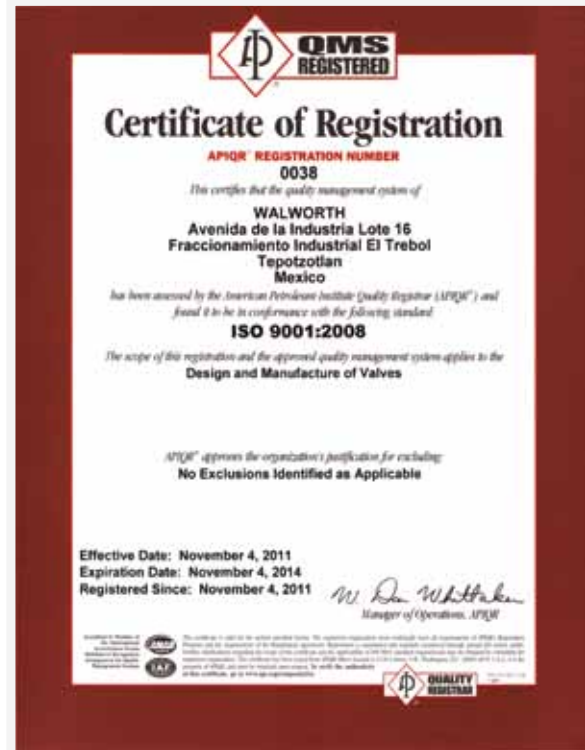 QMS
REGISTERED
Certificate of Registration
APIQR® REGISTRATION NUMBER
0038
This certifies that the quality management system of
WALWORTH
Avenida de la Industria Lote 16
Fraccionamiento Industrial El Trebol
Tepotzotlan
Mexico
has been assessed by the American Petroleum Institute Quality Registrar (APIQR®) and
found it to be in conformance with the following standard:
ISO 9001:2008
The scope of this registration and the approved quality management system applies to the
Design and Manufacture of Valves
APIQR® approves the organization's justification for excluding:
No Exclusions Identified as Applicable
Effective Date: November 4, 2011
Expiration Date: November 4, 2014
Registered Since: November 4, 2011
Manager of Operations, APIQR
QUALITY
REGISTRAR